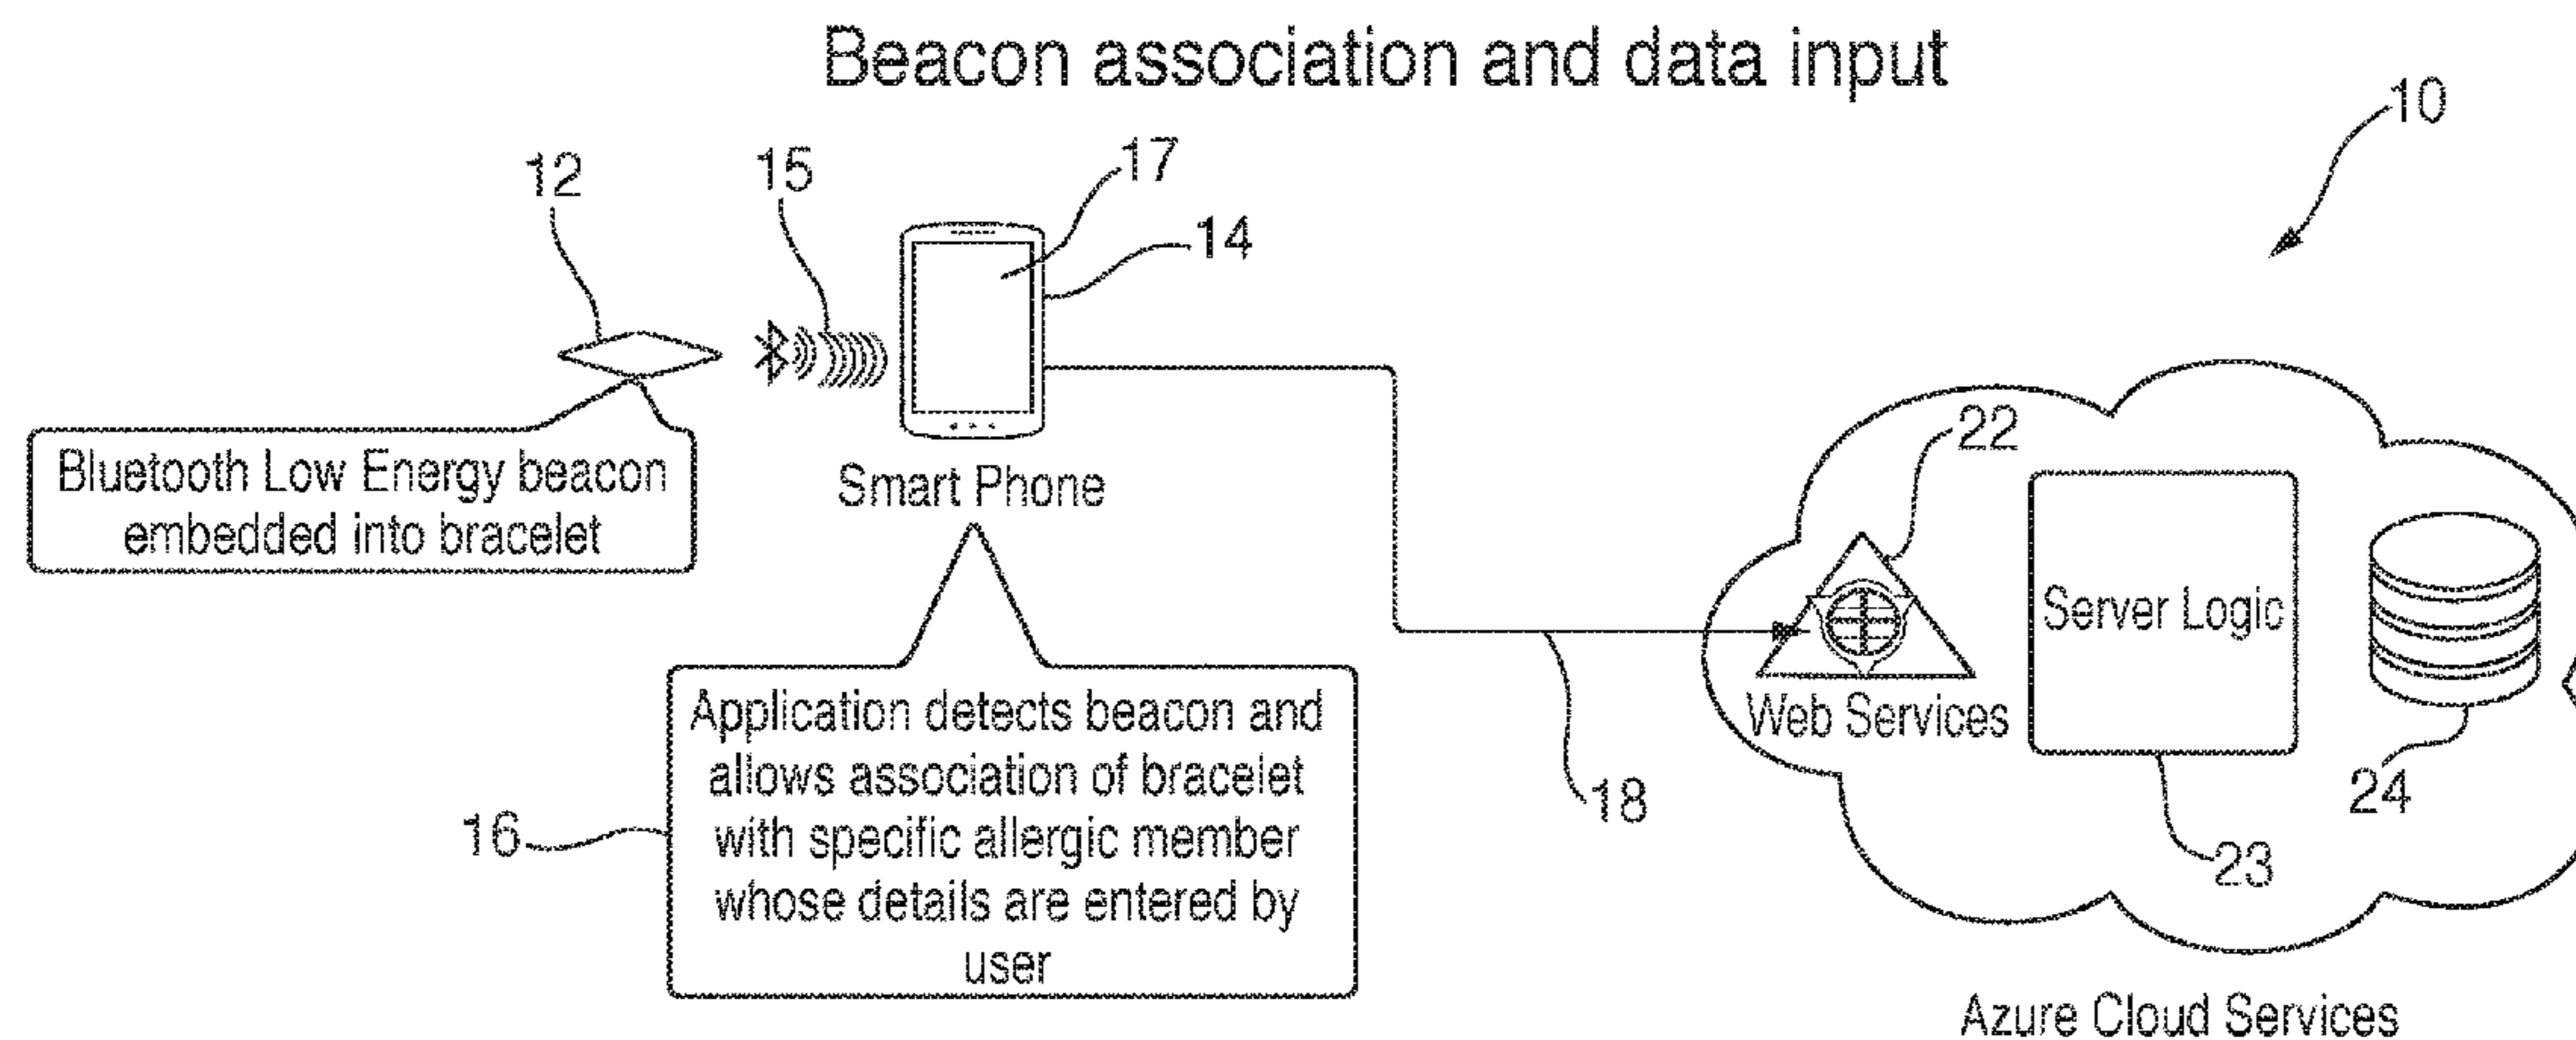 Beacon association and data input
10
12
15
17
14
Bluetooth Low Energy beacon
embedded into bracelet
Smart Phone
22
Server Logic
Web Services
18
24
23
16
Application detects beacon and
allows association of bracelet
with specific allergic member
whose details are entered by
user
Azure Cloud Services